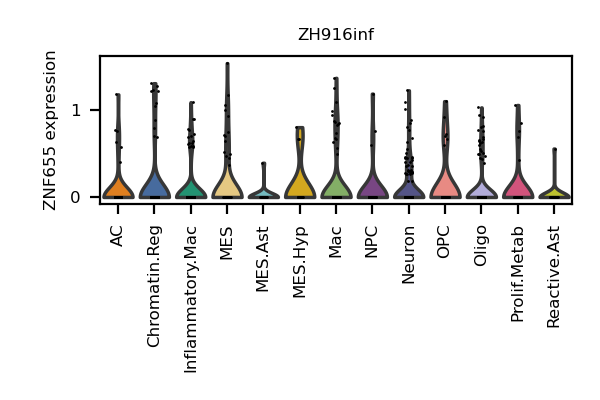 ZH916inf
ZNF655 expression
1
0
AC
Chromatin.Reg
Inflammatory.Mac
MES
MES.Ast
MES.Hyp
Mac
NPC
Neuron
OPC
Oligo
Prolif.Metab
Reactive.Ast